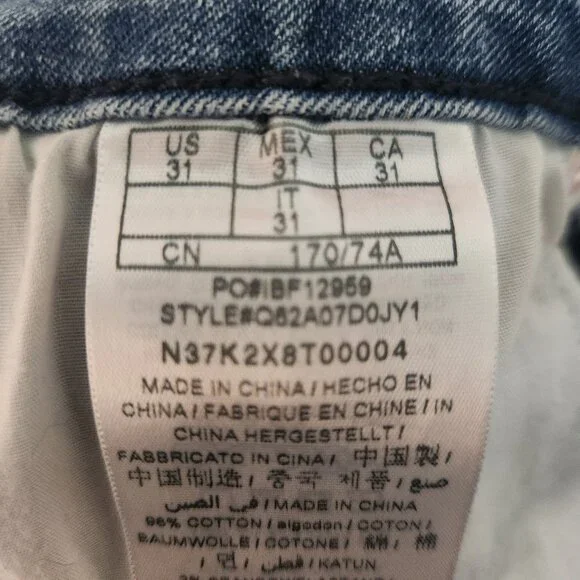 US MEX CA
31 31 31
IT
31
CN 170/74A
PO#IBF12959
STYLE#Q62A07D0JY1
N37K2X8T00004
MADE IN CHINA / HECHO EN
CHINA / FABRIQUE EN CHINE / IN
CHINA HERGESTELLT /
FABBRICATO IN CINA / 中国製 /
中国制造 / 중국 제품 / صنع
في الصين / MADE IN CHINA
96% COTTON / algodon / COTON /
BAUMWOLLE / COTONE / 綿 / 棉
/ 면 / قطن / KATUN